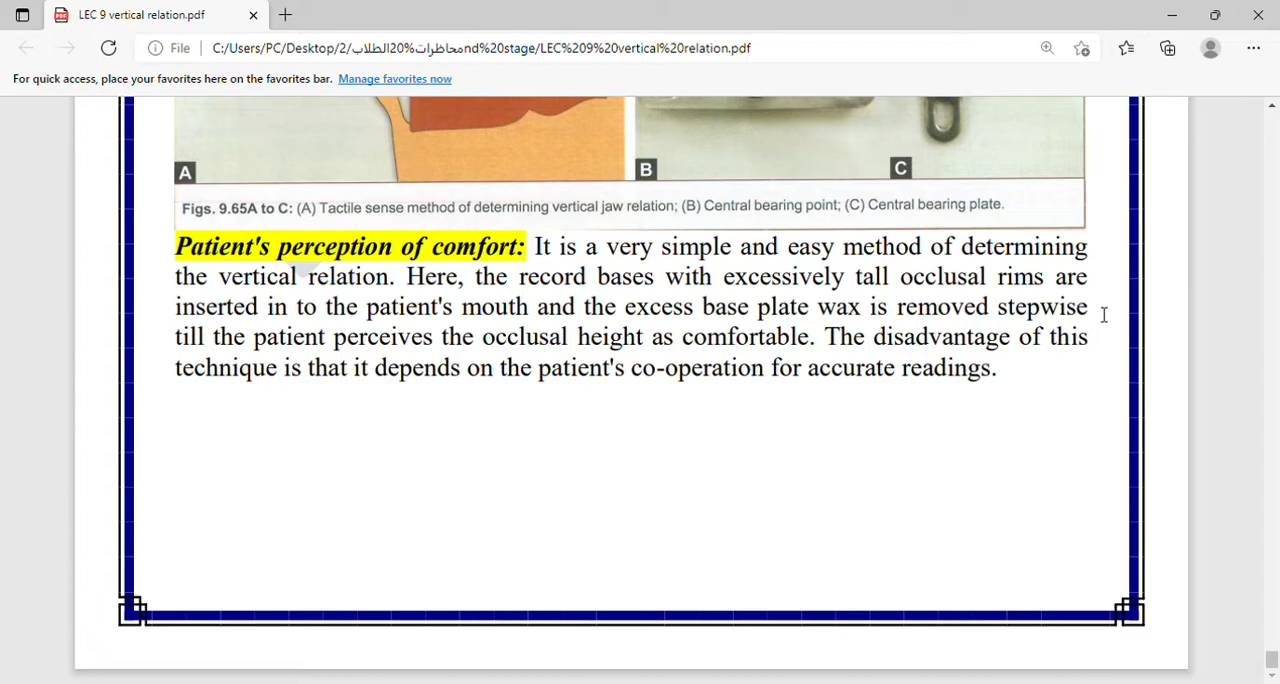 LEC 9 vertical relation.pdf
File C:/Users/PC/Desktop/2/محاظرات%20الطلاب/2nd%20stage/LEC%209%20vertical%20relation.pdf
For quick access, place your favorites here on the favorites bar. Manage favorites now
A
B
C
Figs. 9.65A to C: (A) Tactile sense method of determining vertical jaw relation; (B) Central bearing point; (C) Central bearing plate.
Patient's perception of comfort: It is a very simple and easy method of determining
the vertical relation. Here, the record bases with excessively tall occlusal rims are
inserted in to the patient's mouth and the excess base plate wax is removed stepwise
till the patient perceives the occlusal height as comfortable. The disadvantage of this
technique is that it depends on the patient's co-operation for accurate readings.